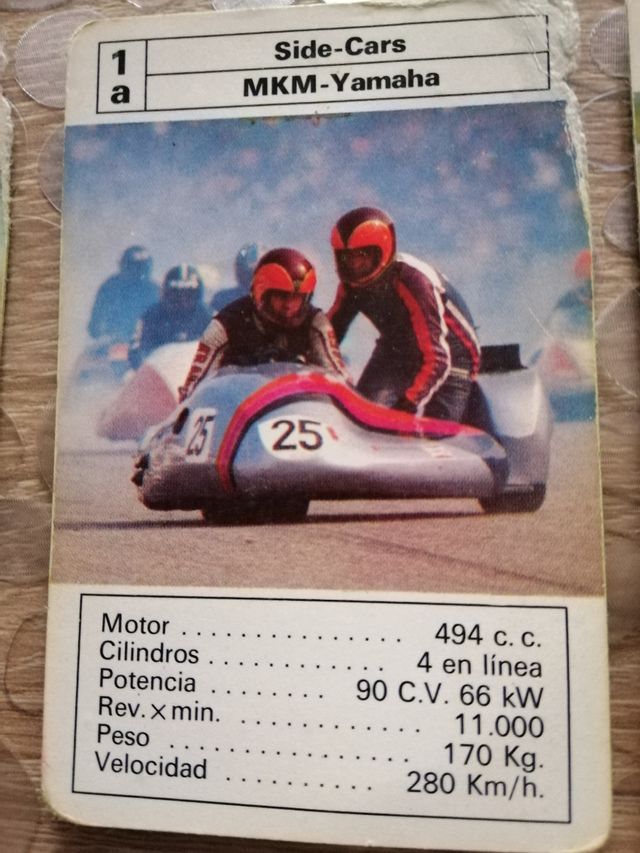 1
a
Side-Cars
MKM-Yamaha
25
25
Motor ............... 494 c. c.
Cilindros ............ 4 en línea
Potencia ........ 90 C.V. 66 kW
Rev. x min. ............. 11.000
Peso ................. 170 Kg.
Velocidad .......... 280 Km/h.